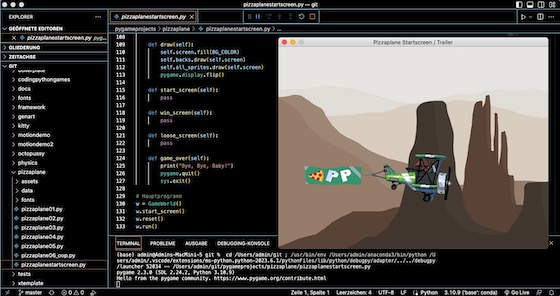 pizzaplanestartscreen.py — git
EXPLORER
pizzaplanestartscreen.py
GEÖFFNETE EDITOREN
pizzaplanestartscreen.py pyg...
GLIEDERUNG
ZEITACHSE
GIT
codingpythongames
docs
fonts
framework
genart
kitty
motiondemo
motiondemo2
octopussy
physics
pizzaplane
assets
data
fonts
pizzaplane01.py
pizzaplane02.py
pizzaplane03.py
pizzaplane04.py
pizzaplane05.py
pizzaplane06_oop.py
pizzaplanestartscreen.py
tests
xtemplate
pygameprojects > pizzaplane > pizzaplanestartscreen.py > ...
108
109 def draw(self):
110 self.screen.fill(BG_COLOR)
111 self.backs.draw(self.screen)
112 self.all_sprites.draw(self.screen)
113 pygame.display.flip()
114
115 def start_screen(self):
116 pass
117
118 def win_screen(self):
119 pass
120
121 def loose_screen(self):
122 pass
123
124 def game_over(self):
125 print("Bye, Bye, Baby!")
126 pygame.quit()
127 sys.exit()
128
129 # Hauptprogramm
130 w = GameWorld()
131 w.start_screen()
132 w.reset()
133 w.run()
Pizzaplane Startscreen / Trailer
PP
TERMINAL PROBLEME AUSGABE DEBUGGING-KONSOLE
(base) admin@Admins-MacMini-5 git % cd /Users/admin/git ; /usr/bin/env /Users/admin/anaconda3/bin/python /U
sers/admin/.vscode/extensions/ms-python.python-2023.6.1/pythonFiles/lib/python/debugpy/adapter/../../debugpy
/launcher 52034 -- /Users/admin/git/pygameprojects/pizzaplane/pizzaplanestartscreen.py
pygame 2.3.0 (SDL 2.24.2, Python 3.10.9)
Hello from the pygame community. https://www.pygame.org/contribute.html
master
Zeile 1, Spalte 1 Leerzeichen: 4 UTF-8 LF Python 3.10.9 ('base': conda) Go Live